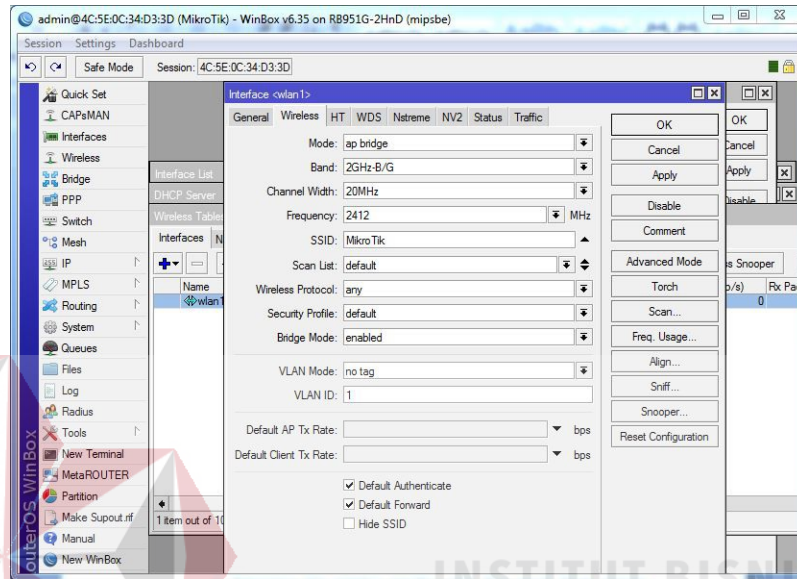 admin@4C:5E:0C:34:D3:3D (MikroTik) - WinBox v6.35 on RB951G-2HnD (mipsbe)
Session Settings Dashboard
Safe Mode Session: 4C:5E:0C:34:D3:3D
Quick Set
CAPsMAN
Interfaces
Wireless
Bridge
PPP
Switch
Mesh
IP
MPLS
Routing
System
Queues
Files
Log
Radius
Tools
New Terminal
MetaROUTER
Partition
Make Supout.rif
Manual
New WinBox
outerOS WinBox
Interface List
DHCP Server
Wireless Table
Interfaces N
Name
wlan1
1 item out of 10
Interface <wlan1>
General Wireless HT WDS Nstreme NV2 Status Traffic
Mode: ap bridge
Band: 2GHz-B/G
Channel Width: 20MHz
Frequency: 2412 MHz
SSID: MikroTik
Scan List: default
Wireless Protocol: any
Security Profile: default
Bridge Mode: enabled
VLAN Mode: no tag
VLAN ID: 1
Default AP Tx Rate: bps
Default Client Tx Rate: bps
Default Authenticate
Default Forward
Hide SSID
OK
Cancel
Apply
Disable
Comment
Advanced Mode
Torch
Scan...
Freq. Usage...
Align...
Sniff...
Snooper...
Reset Configuration
OK
Cancel
Apply
Disable
s Snooper
p/s) Rx Pa
0
INSTITUT BISNI